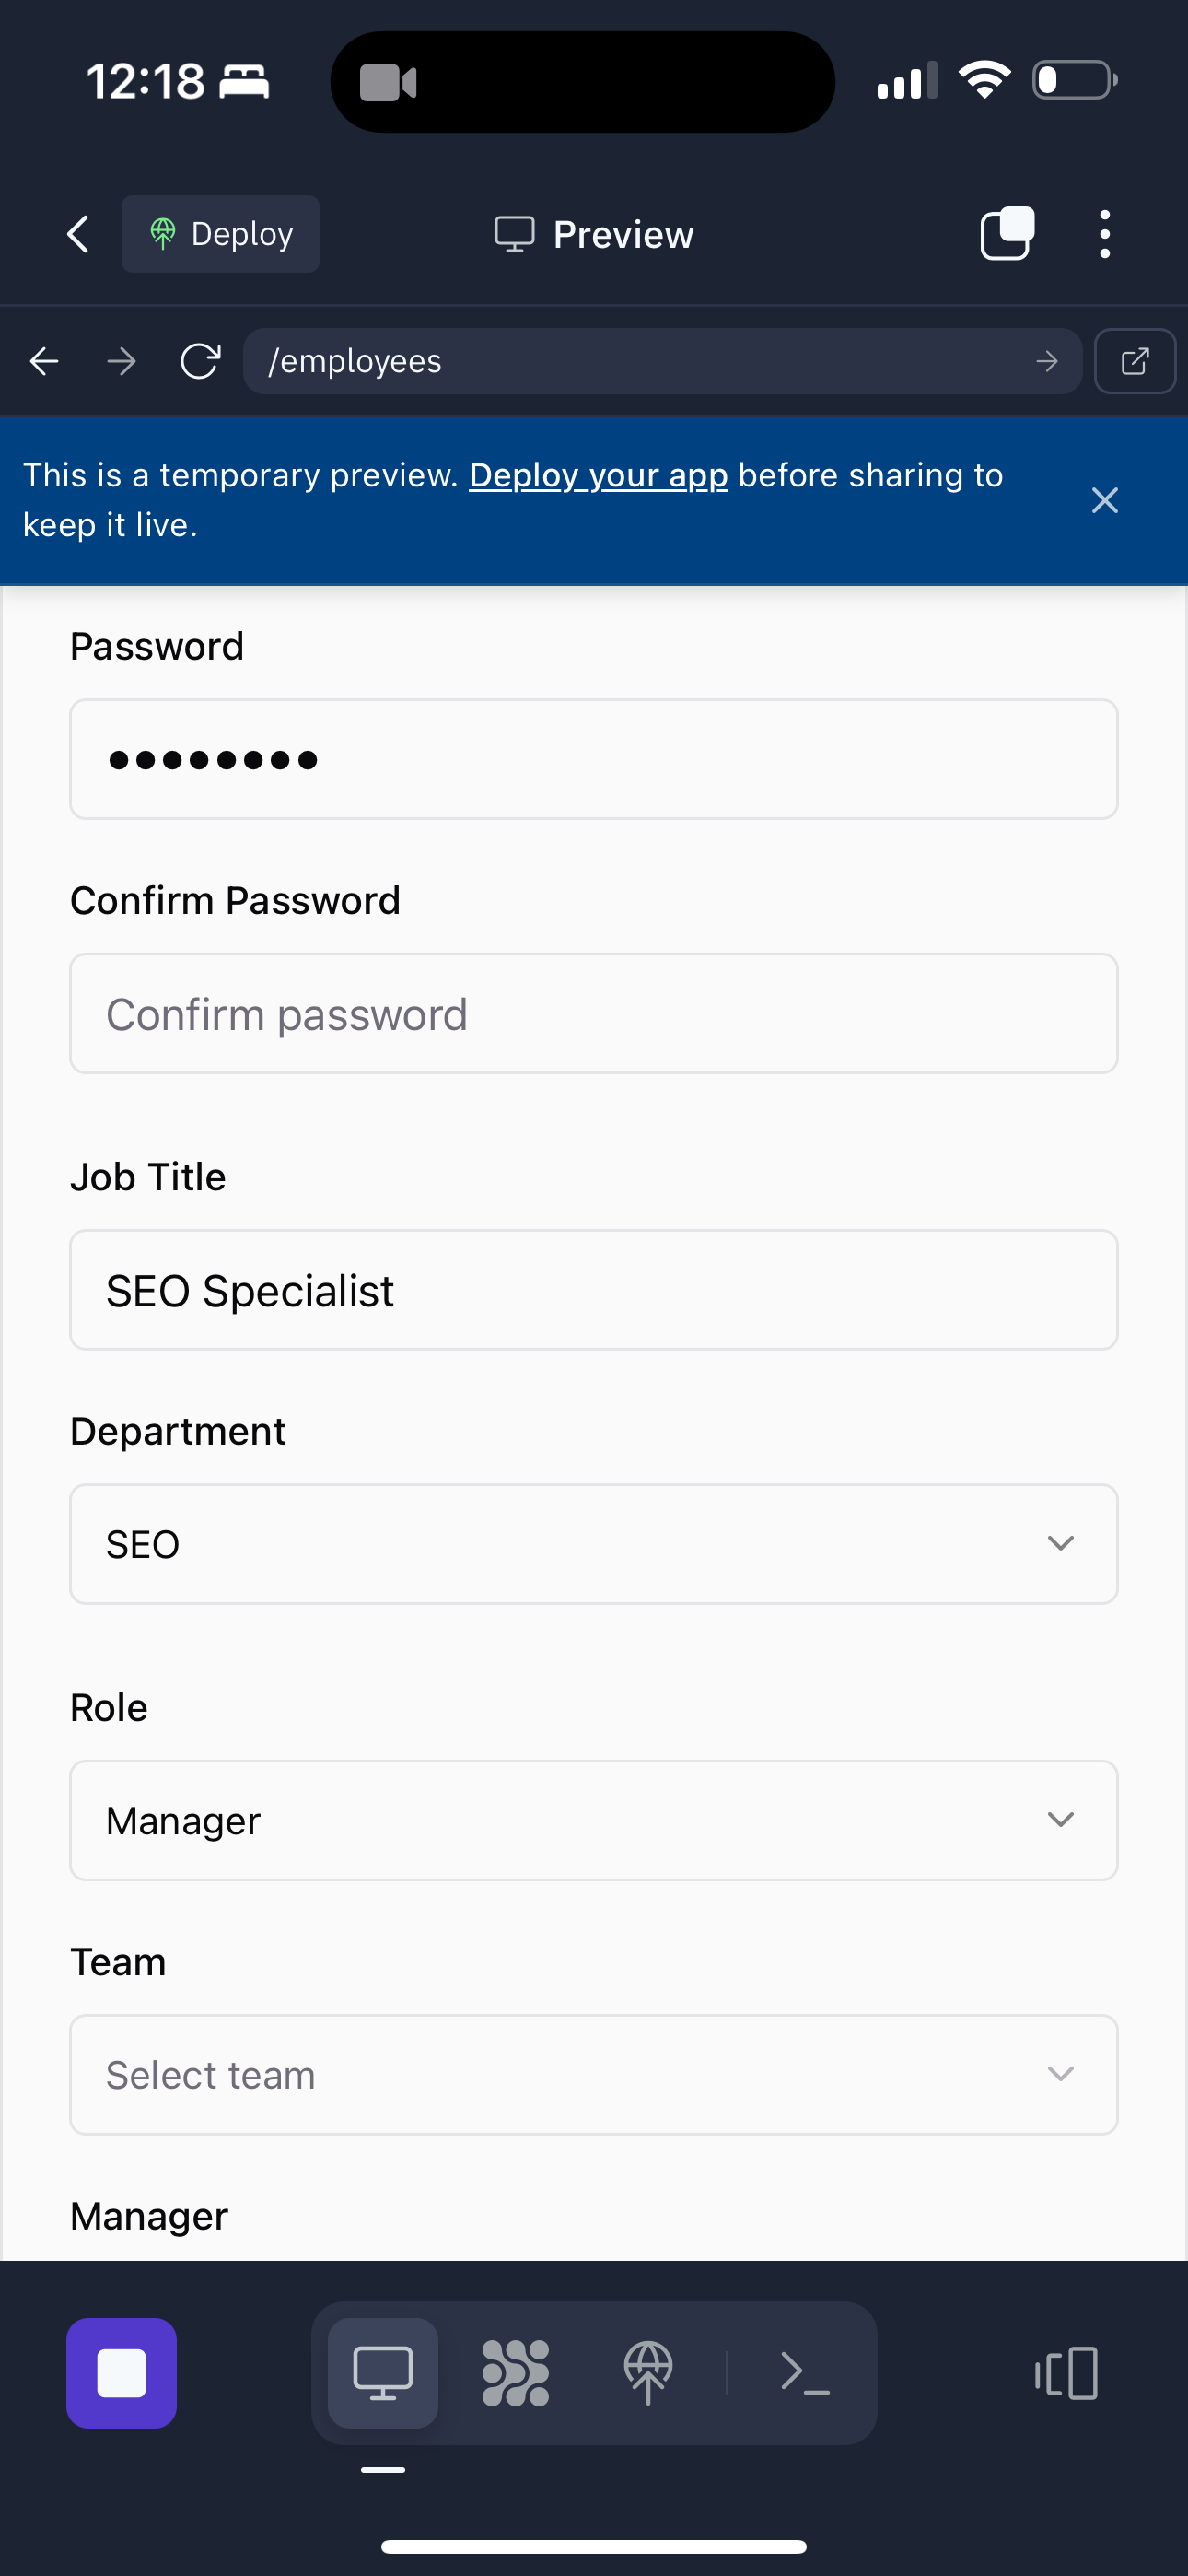 12:18
Deploy
Preview
/employees
This is a temporary preview. Deploy your app before sharing to
keep it live.
Password
••••••••
Confirm Password
Confirm password
Job Title
SEO Specialist
Department
SEO
Role
Manager
Team
Select team
Manager